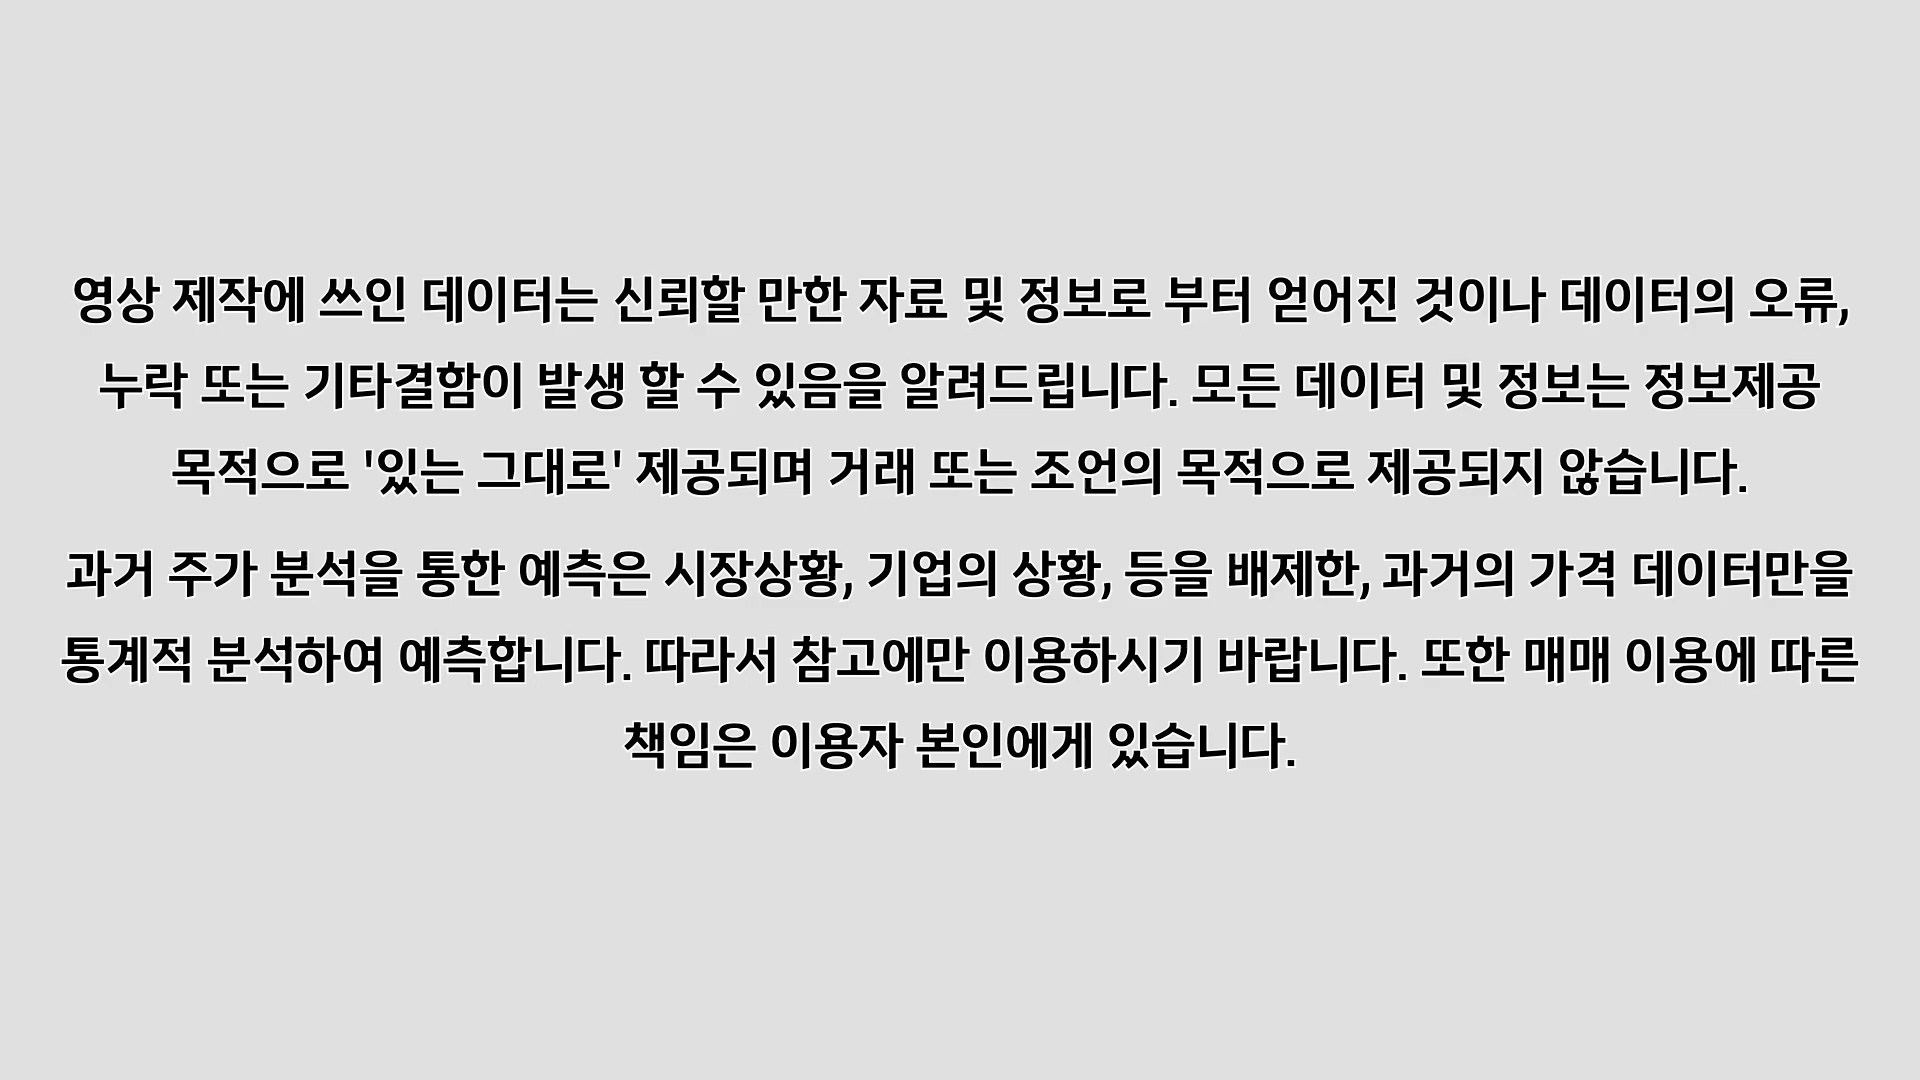 영상 제작에 쓰인 데이터는 신뢰할 만한 자료 및 정보로 부터 얻어진 것이나 데이터의 오류,
누락 또는 기타결함이 발생 할 수 있음을 알려드립니다. 모든 데이터 및 정보는 정보제공
목적으로 '있는 그대로' 제공되며 거래 또는 조언의 목적으로 제공되지 않습니다.
과거 주가 분석을 통한 예측은 시장상황, 기업의 상황, 등을 배제한, 과거의 가격 데이터만을
통계적 분석하여 예측합니다. 따라서 참고에만 이용하시기 바랍니다. 또한 매매 이용에 따른
책임은 이용자 본인에게 있습니다.